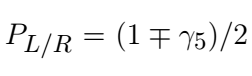 P_{L/R} = (1 ∓ γ_5)/2